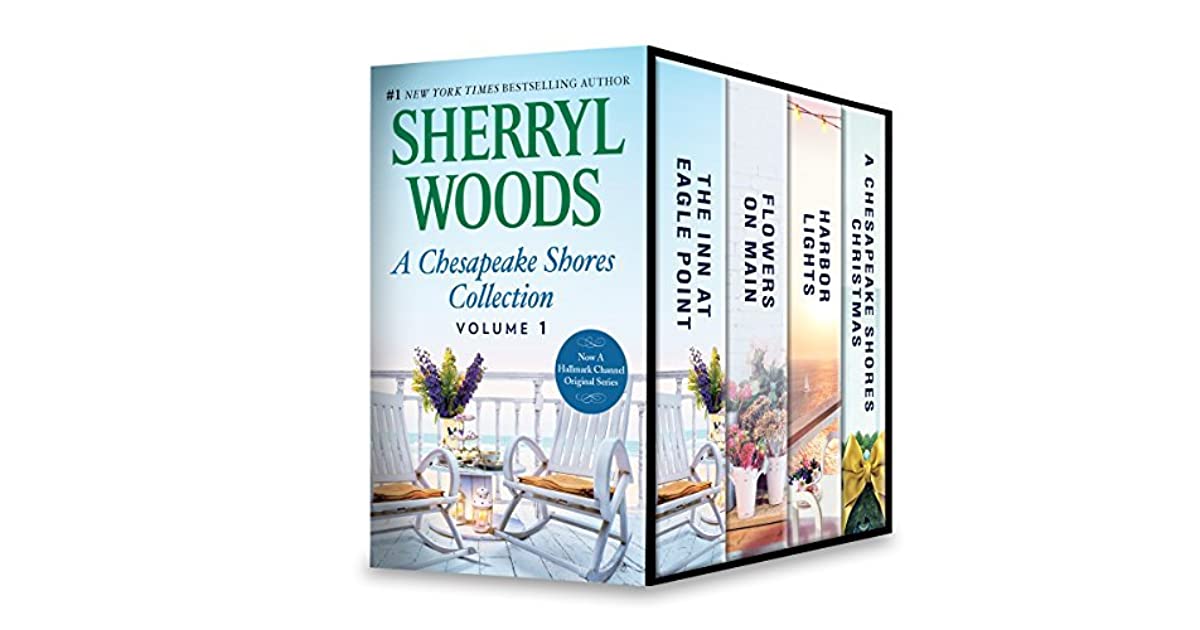 #1 NEW YORK TIMES BESTSELLING AUTHOR
SHERRYL
WOODS
A Chesapeake Shores
Collection
VOLUME 1
Now A
Hallmark Channel
Original Series
THE INN AT
EAGLE POINT
FLOWERS
ON MAIN
HARBOR
LIGHTS
A CHESAPEAKE SHORES
CHRISTMAS